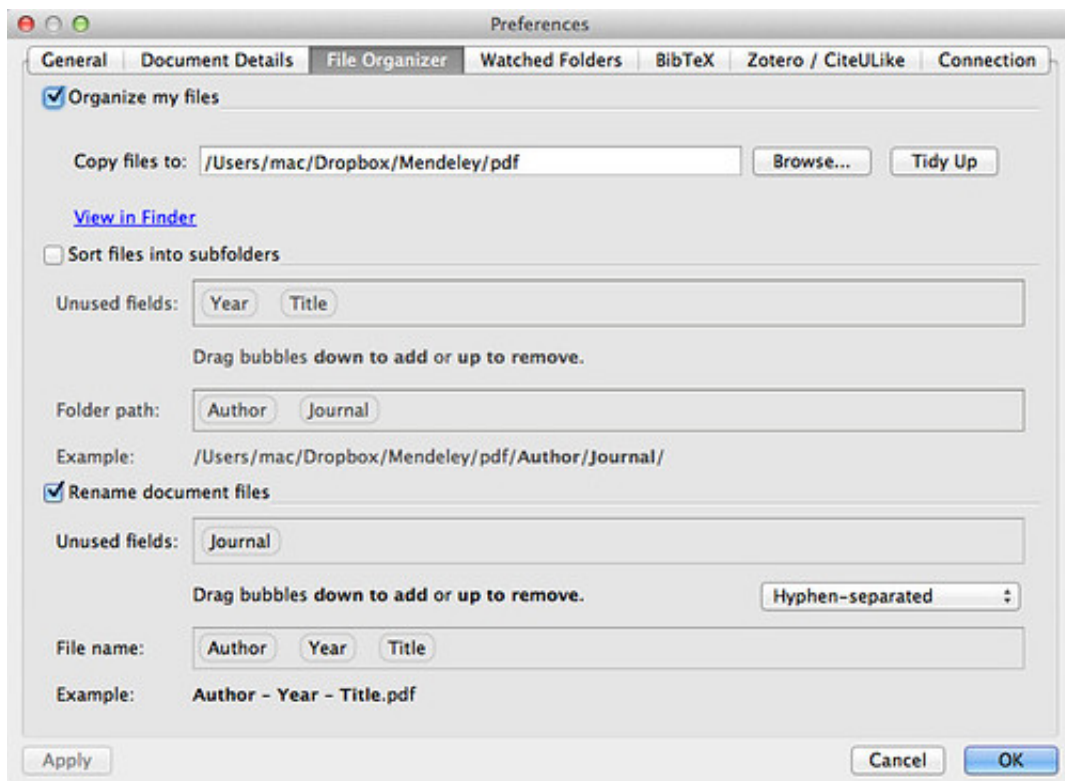 Preferences
General Document Details File Organizer Watched Folders BibTeX Zotero / CiteULike Connection
Organize my files
Copy files to: /Users/mac/Dropbox/Mendeley/pdf Browse... Tidy Up
View in Finder
Sort files into subfolders
Unused fields: Year Title
Drag bubbles down to add or up to remove.
Folder path: Author Journal
Example: /Users/mac/Dropbox/Mendeley/pdf/Author/Journal/
Rename document files
Unused fields: Journal
Drag bubbles down to add or up to remove. Hyphen-separated
File name: Author Year Title
Example: Author - Year - Title.pdf
Apply Cancel OK